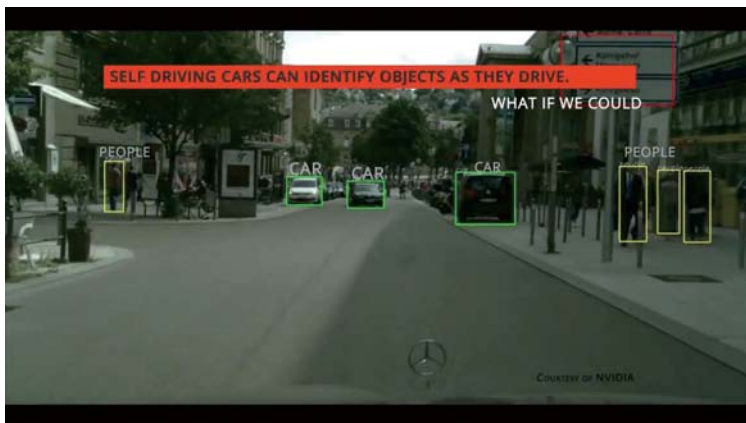 Königshof
SELF DRIVING CARS CAN IDENTIFY OBJECTS AS THEY DRIVE.
WHAT IF WE COULD
PEOPLE
CAR
CAR
CAR
PEOPLE
COURTESY OF NVIDIA